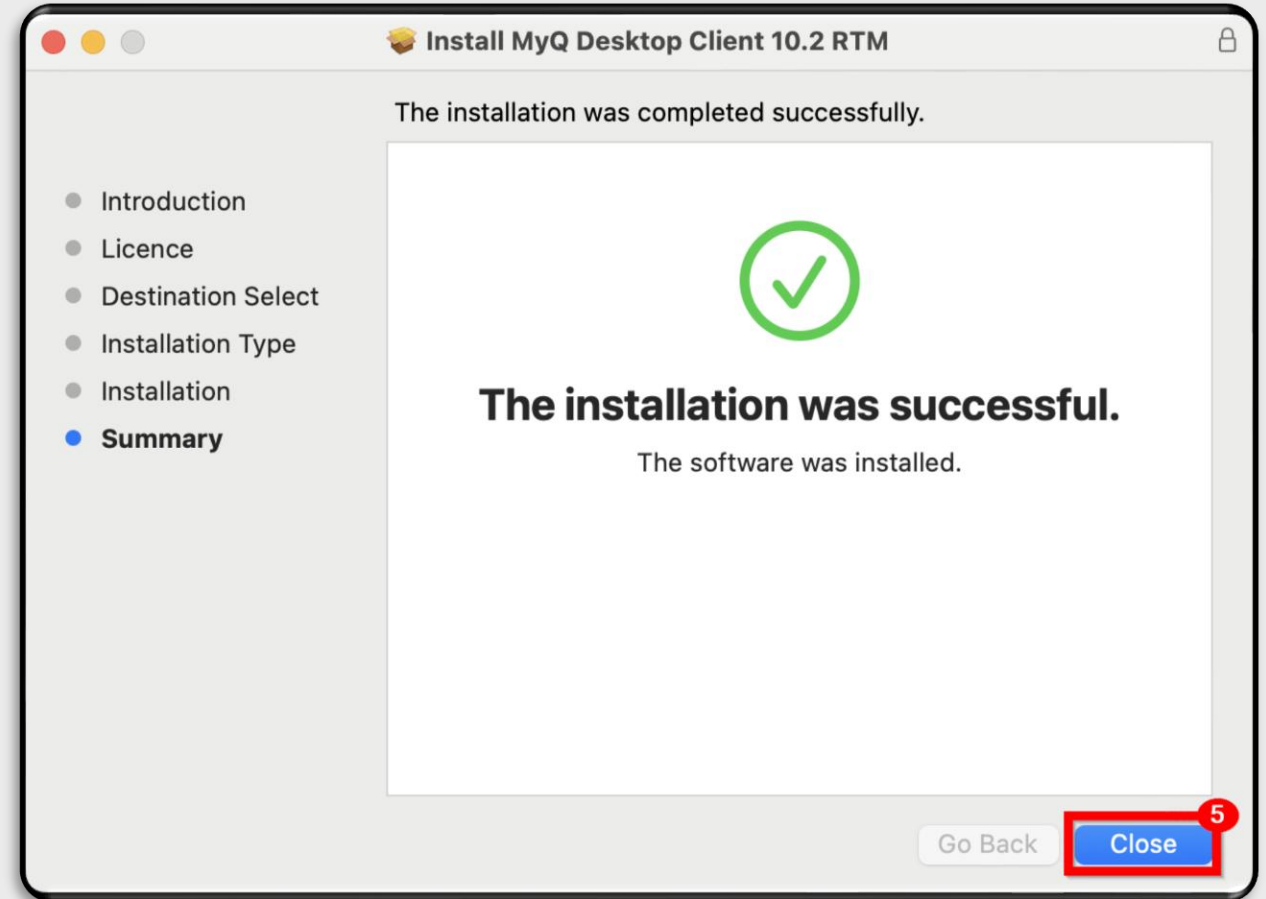 Install MyQ Desktop Client 10.2 RTM
The installation was completed successfully.
Introduction
Licence
Destination Select
Installation Type
Installation
Summary
The installation was successful.
The software was installed.
5
Go Back
Close